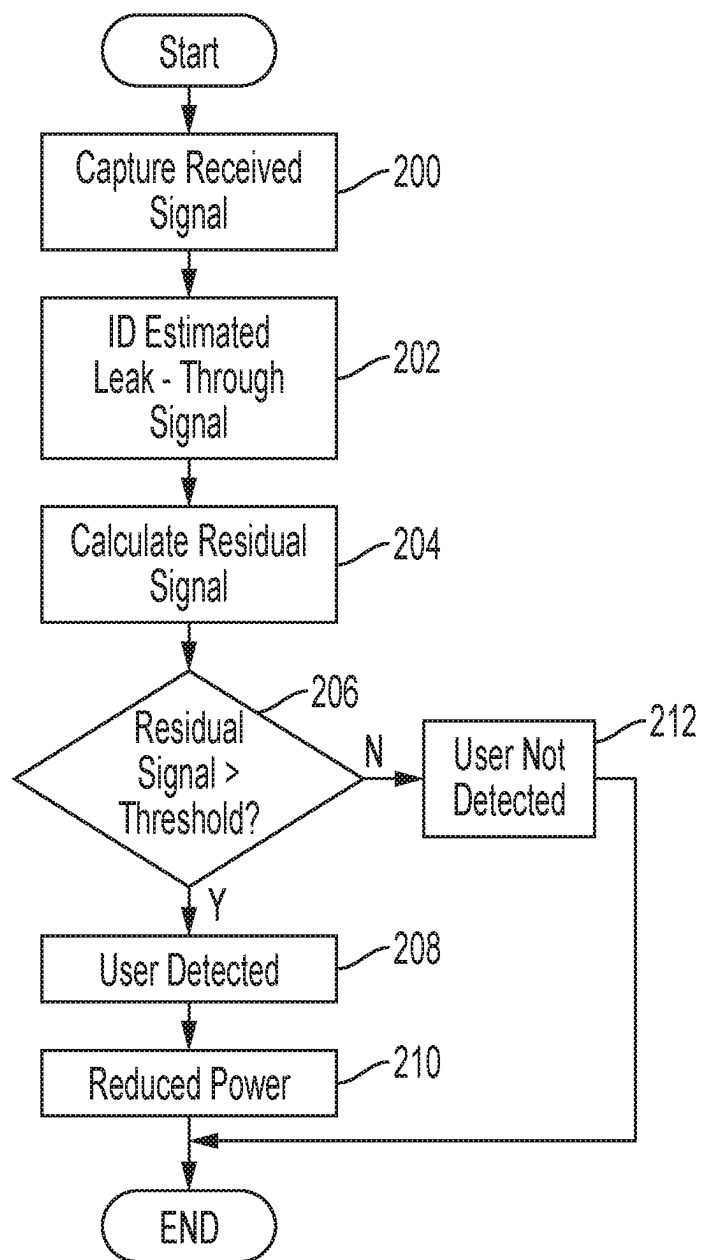 Start
Capture Received
Signal
200
ID Estimated
Leak - Through
Signal
202
Calculate Residual
Signal
204
206
Residual
Signal >
Threshold?
N
User Not
Detected
212
Y
User Detected
208
Reduced Power
210
END